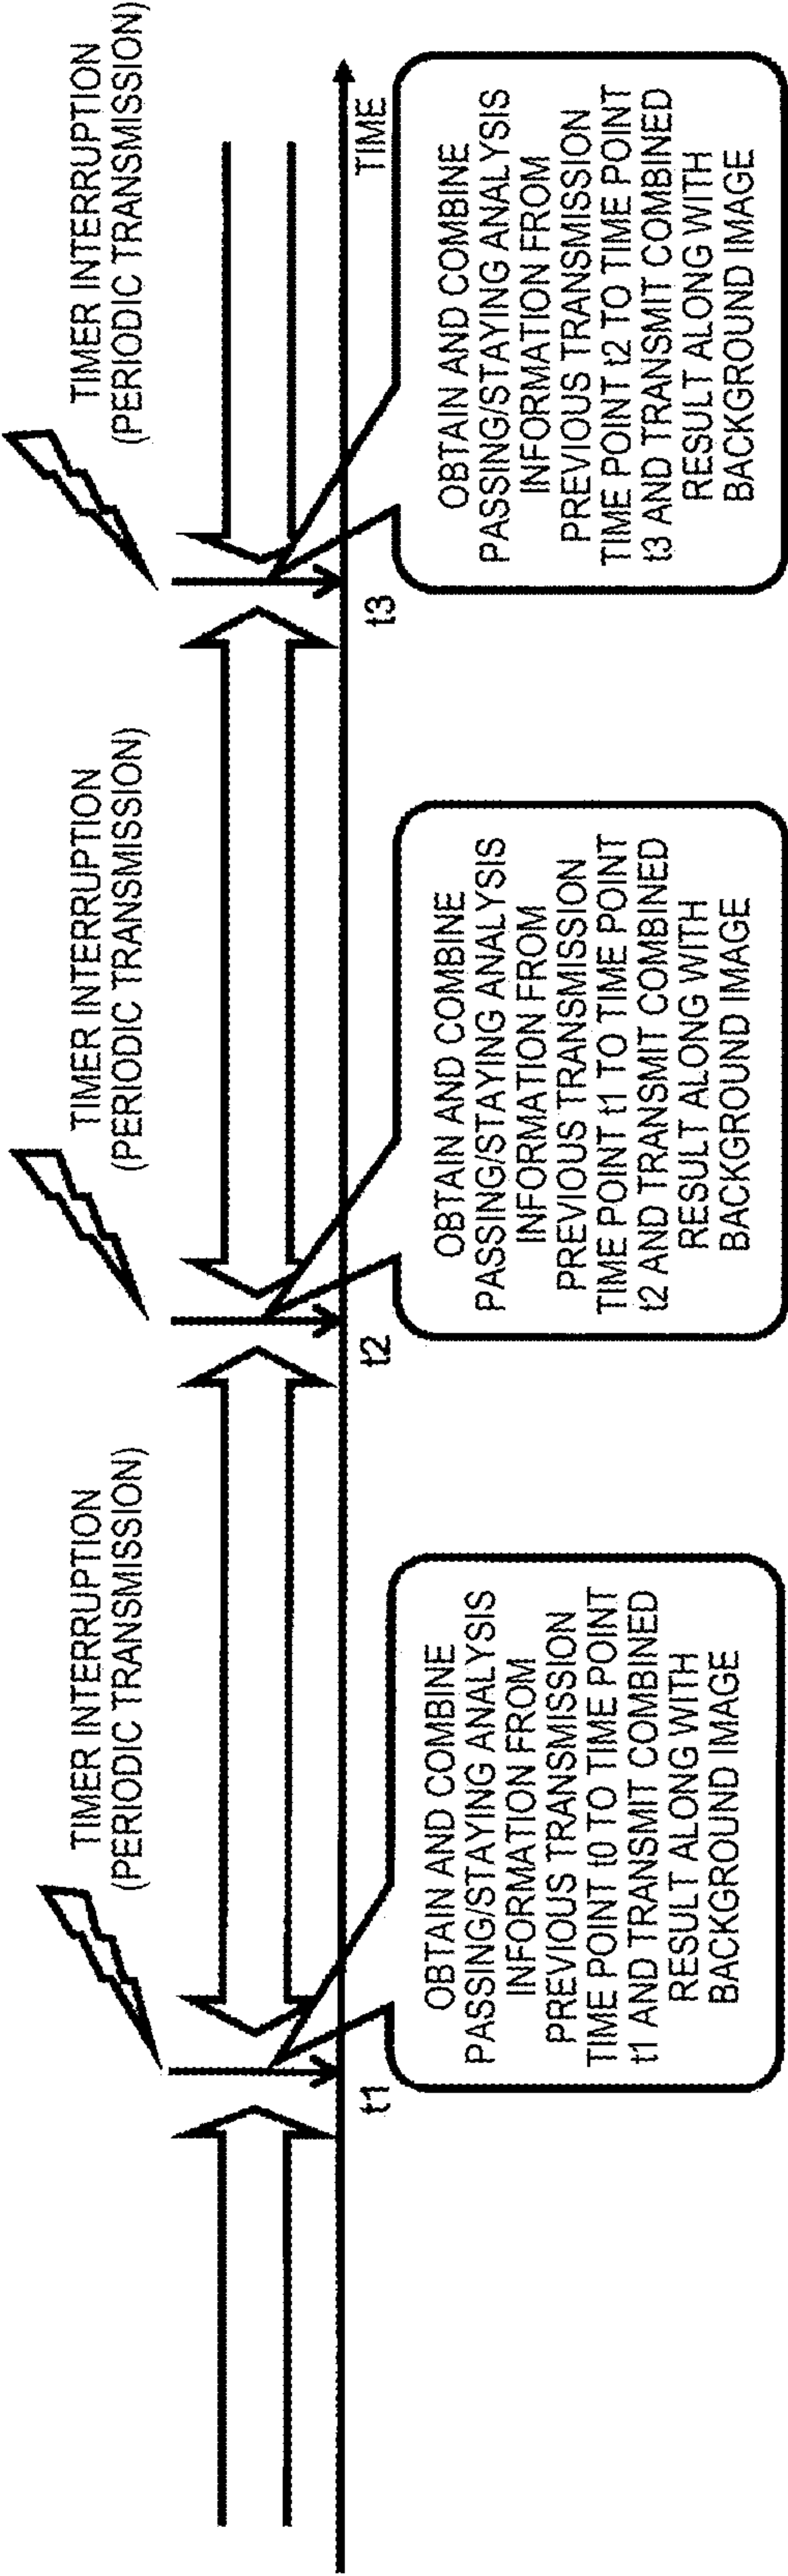 TIMER INTERRUPTION
(PERIODIC TRANSMISSION)
TIMER INTERRUPTION
(PERIODIC TRANSMISSION)
TIMER INTERRUPTION
(PERIODIC TRANSMISSION)
t1
t2
t3
TIME
OBTAIN AND COMBINE
PASSING/STAYING ANALYSIS
INFORMATION FROM
PREVIOUS TRANSMISSION
TIME POINT t0 TO TIME POINT
t1 AND TRANSMIT COMBINED
RESULT ALONG WITH
BACKGROUND IMAGE
OBTAIN AND COMBINE
PASSING/STAYING ANALYSIS
INFORMATION FROM
PREVIOUS TRANSMISSION
TIME POINT t1 TO TIME POINT
t2 AND TRANSMIT COMBINED
RESULT ALONG WITH
BACKGROUND IMAGE
OBTAIN AND COMBINE
PASSING/STAYING ANALYSIS
INFORMATION FROM
PREVIOUS TRANSMISSION
TIME POINT t2 TO TIME POINT
t3 AND TRANSMIT COMBINED
RESULT ALONG WITH
BACKGROUND IMAGE